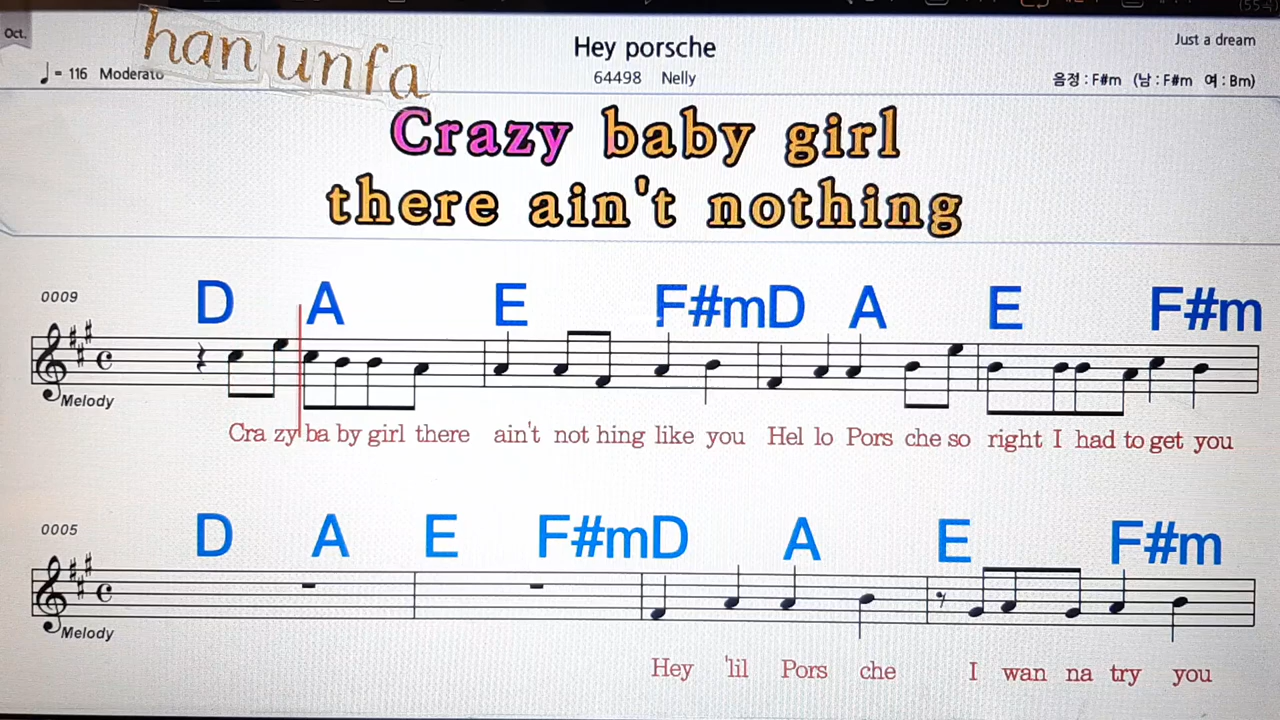 Oct.
han unfa
Hey porsche
Just a dream
= 116 Moderato
64498 Nelly
음정 : F#m (남 : F#m 여 : Bm)
Crazy baby girl
there ain't nothing
0009
D A E F#mD A E F#m
Melody
Cra zy ba by girl there ain't not hing like you Hel lo Pors che so right I had to get you
0005
D A E F#mD A E F#m
Melody
Hey 'lil Pors che I wan na try you